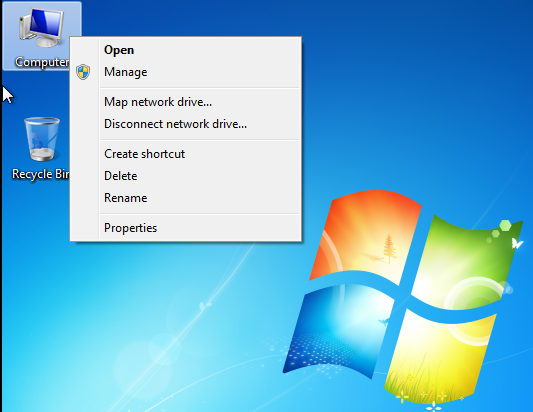 Computer
Open
Manage
Map network drive...
Disconnect network drive...
Create shortcut
Delete
Rename
Recycle Bin
Properties